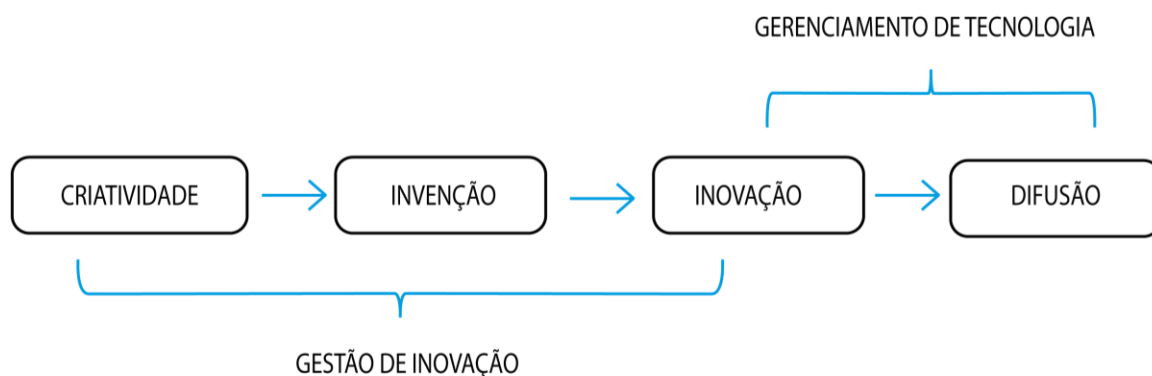 GERENCIAMENTO DE TECNOLOGIA
CRIATIVIDADE
INVENÇÃO
INOVAÇÃO
DIFUSÃO
GESTÃO DE INOVAÇÃO